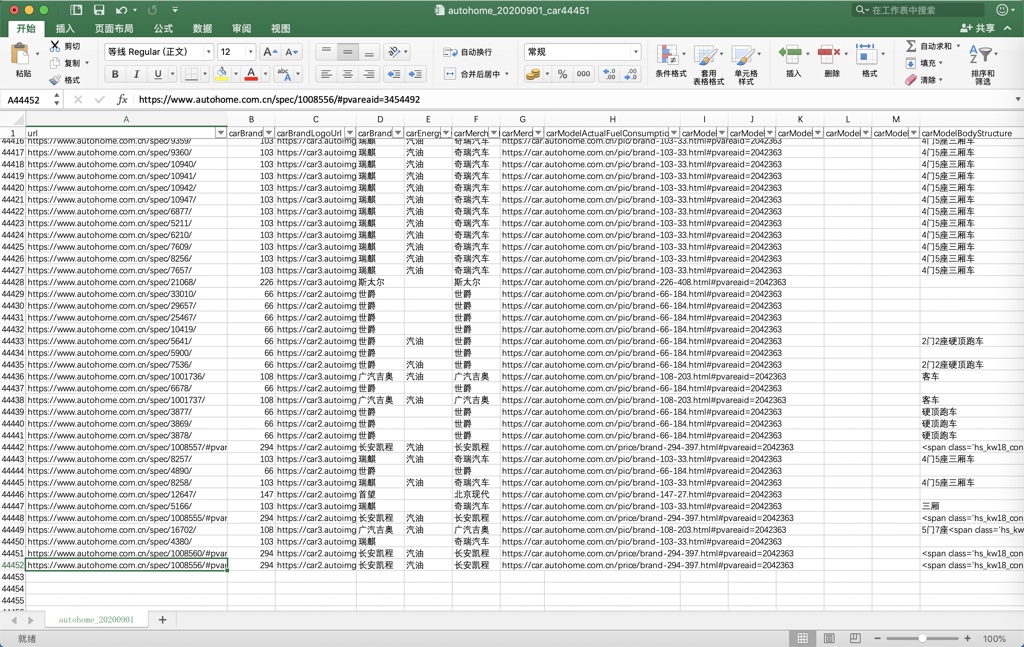 autohome_20200901_car44451
在工作表中搜索
开始 插入 页面布局 公式 数据 审阅 视图 共享
粘贴 剪切 复制 格式
等线 Regular (正文) 12 A A
B I U A abc
自动换行
合并后居中
常规
% 000
条件格式 套用表格格式 单元格样式
插入 删除 格式
自动求和 填充 清除 排序和筛选
A44452 fx https://www.autohome.com.cn/spec/1008556/#pvareaid=3454492
A B C D E F G H I J K L M
1 url carBrand carBrandLogoUrl carBrand carEnerg carMerch carMerc carModelActualFuelConsumptio carMode carModel carModel carMode carModel carModelBodyStructure
44416 https://www.autohome.com.cn/spec/9359/ 103 https://car3.autoimg 瑞麒 汽油 奇瑞汽车 https://car.autohome.com.cn/pic/brand-103-33.html#pvareaid=2042363 4门5座三厢车
44417 https://www.autohome.com.cn/spec/9360/ 103 https://car3.autoimg 瑞麒 汽油 奇瑞汽车 https://car.autohome.com.cn/pic/brand-103-33.html#pvareaid=2042363 4门5座三厢车
44418 https://www.autohome.com.cn/spec/10940/ 103 https://car3.autoimg 瑞麒 汽油 奇瑞汽车 https://car.autohome.com.cn/pic/brand-103-33.html#pvareaid=2042363 4门5座三厢车
44419 https://www.autohome.com.cn/spec/10941/ 103 https://car3.autoimg 瑞麒 汽油 奇瑞汽车 https://car.autohome.com.cn/pic/brand-103-33.html#pvareaid=2042363 4门5座三厢车
44420 https://www.autohome.com.cn/spec/10942/ 103 https://car3.autoimg 瑞麒 汽油 奇瑞汽车 https://car.autohome.com.cn/pic/brand-103-33.html#pvareaid=2042363 4门5座三厢车
44421 https://www.autohome.com.cn/spec/10947/ 103 https://car3.autoimg 瑞麒 汽油 奇瑞汽车 https://car.autohome.com.cn/pic/brand-103-33.html#pvareaid=2042363 4门5座三厢车
44422 https://www.autohome.com.cn/spec/6877/ 103 https://car3.autoimg 瑞麒 汽油 奇瑞汽车 https://car.autohome.com.cn/pic/brand-103-33.html#pvareaid=2042363 4门5座三厢车
44423 https://www.autohome.com.cn/spec/5211/ 103 https://car3.autoimg 瑞麒 汽油 奇瑞汽车 https://car.autohome.com.cn/pic/brand-103-33.html#pvareaid=2042363 4门5座三厢车
44424 https://www.autohome.com.cn/spec/6210/ 103 https://car3.autoimg 瑞麒 汽油 奇瑞汽车 https://car.autohome.com.cn/pic/brand-103-33.html#pvareaid=2042363 4门5座三厢车
44425 https://www.autohome.com.cn/spec/7609/ 103 https://car3.autoimg 瑞麒 汽油 奇瑞汽车 https://car.autohome.com.cn/pic/brand-103-33.html#pvareaid=2042363 4门5座三厢车
44426 https://www.autohome.com.cn/spec/8256/ 103 https://car3.autoimg 瑞麒 汽油 奇瑞汽车 https://car.autohome.com.cn/pic/brand-103-33.html#pvareaid=2042363 4门5座三厢车
44427 https://www.autohome.com.cn/spec/7657/ 103 https://car3.autoimg 瑞麒 汽油 奇瑞汽车 https://car.autohome.com.cn/pic/brand-103-33.html#pvareaid=2042363 4门5座三厢车
44428 https://www.autohome.com.cn/spec/21068/ 226 https://car3.autoimg 斯太尔 斯太尔 https://car.autohome.com.cn/pic/brand-226-408.html#pvareaid=2042363
44429 https://www.autohome.com.cn/spec/33010/ 66 https://car2.autoimg 世爵 世爵 https://car.autohome.com.cn/pic/brand-66-184.html#pvareaid=2042363
44430 https://www.autohome.com.cn/spec/29657/ 66 https://car2.autoimg 世爵 世爵 https://car.autohome.com.cn/pic/brand-66-184.html#pvareaid=2042363
44431 https://www.autohome.com.cn/spec/25467/ 66 https://car2.autoimg 世爵 世爵 https://car.autohome.com.cn/pic/brand-66-184.html#pvareaid=2042363
44432 https://www.autohome.com.cn/spec/10419/ 66 https://car2.autoimg 世爵 世爵 https://car.autohome.com.cn/pic/brand-66-184.html#pvareaid=2042363
44433 https://www.autohome.com.cn/spec/5641/ 66 https://car2.autoimg 世爵 汽油 世爵 https://car.autohome.com.cn/pic/brand-66-184.html#pvareaid=2042363 2门2座硬顶跑车
44434 https://www.autohome.com.cn/spec/5900/ 66 https://car2.autoimg 世爵 世爵 https://car.autohome.com.cn/pic/brand-66-184.html#pvareaid=2042363
44435 https://www.autohome.com.cn/spec/7536/ 66 https://car2.autoimg 世爵 汽油 世爵 https://car.autohome.com.cn/pic/brand-66-184.html#pvareaid=2042363 2门2座硬顶跑车
44436 https://www.autohome.com.cn/spec/1001736/ 108 https://car3.autoimg 广汽吉奥 汽油 广汽吉奥 https://car.autohome.com.cn/pic/brand-108-203.html#pvareaid=2042363 客车
44437 https://www.autohome.com.cn/spec/6678/ 66 https://car2.autoimg 世爵 世爵 https://car.autohome.com.cn/pic/brand-66-184.html#pvareaid=2042363
44438 https://www.autohome.com.cn/spec/1001737/ 108 https://car3.autoimg 广汽吉奥 汽油 广汽吉奥 https://car.autohome.com.cn/pic/brand-108-203.html#pvareaid=2042363 客车
44439 https://www.autohome.com.cn/spec/3877/ 66 https://car2.autoimg 世爵 世爵 https://car.autohome.com.cn/pic/brand-66-184.html#pvareaid=2042363 硬顶跑车
44440 https://www.autohome.com.cn/spec/3869/ 66 https://car2.autoimg 世爵 世爵 https://car.autohome.com.cn/pic/brand-66-184.html#pvareaid=2042363 硬顶跑车
44441 https://www.autohome.com.cn/spec/3878/ 66 https://car2.autoimg 世爵 世爵 https://car.autohome.com.cn/pic/brand-66-184.html#pvareaid=2042363 硬顶跑车
44442 https://www.autohome.com.cn/spec/1008557/#pvare 294 https://car2.autoimg 长安凯程 汽油 长安凯程 https://car.autohome.com.cn/pic/brand-294-397.html#pvareaid=2042363 <span class='hs_kw18_con
44443 https://www.autohome.com.cn/spec/8257/ 103 https://car3.autoimg 瑞麒 汽油 奇瑞汽车 https://car.autohome.com.cn/pic/brand-103-33.html#pvareaid=2042363 4门5座三厢车
44444 https://www.autohome.com.cn/spec/4890/ 66 https://car2.autoimg 世爵 世爵 https://car.autohome.com.cn/pic/brand-66-184.html#pvareaid=2042363
44445 https://www.autohome.com.cn/spec/8258/ 103 https://car3.autoimg 瑞麒 汽油 奇瑞汽车 https://car.autohome.com.cn/pic/brand-103-33.html#pvareaid=2042363 4门5座三厢车
44446 https://www.autohome.com.cn/spec/12647/ 147 https://car2.autoimg 首望 北京现代 https://car.autohome.com.cn/pic/brand-147-27.html#pvareaid=2042363
44447 https://www.autohome.com.cn/spec/5166/ 103 https://car3.autoimg 瑞麒 奇瑞汽车 https://car.autohome.com.cn/pic/brand-103-33.html#pvareaid=2042363 三厢
44448 https://www.autohome.com.cn/spec/1008555/#pvar 294 https://car2.autoimg 长安凯程 汽油 长安凯程 https://car.autohome.com.cn/pic/brand-294-397.html#pvareaid=2042363 <span class='hs_kw18_con
44449 https://www.autohome.com.cn/spec/16702/ 108 https://car3.autoimg 广汽吉奥 汽油 广汽吉奥 https://car.autohome.com.cn/pic/brand-108-203.html#pvareaid=2042363 5门7座<span class='hs_kw
44450 https://www.autohome.com.cn/spec/4380/ 103 https://car3.autoimg 瑞麒 奇瑞汽车 https://car.autohome.com.cn/pic/brand-103-33.html#pvareaid=2042363
44451 https://www.autohome.com.cn/spec/1008560/#pvar 294 https://car2.autoimg 长安凯程 汽油 长安凯程 https://car.autohome.com.cn/price/brand-294-397.html#pvareaid=2042363 <span class='hs_kw18_con
44452 https://www.autohome.com.cn/spec/1008556/#pva 294 https://car2.autoimg 长安凯程 汽油 长安凯程 https://car.autohome.com.cn/price/brand-294-397.html#pvareaid=2042363 <span class='hs_kw18_con
44453
44454
44455
autohome_20200901 +
就绪 − + 100%